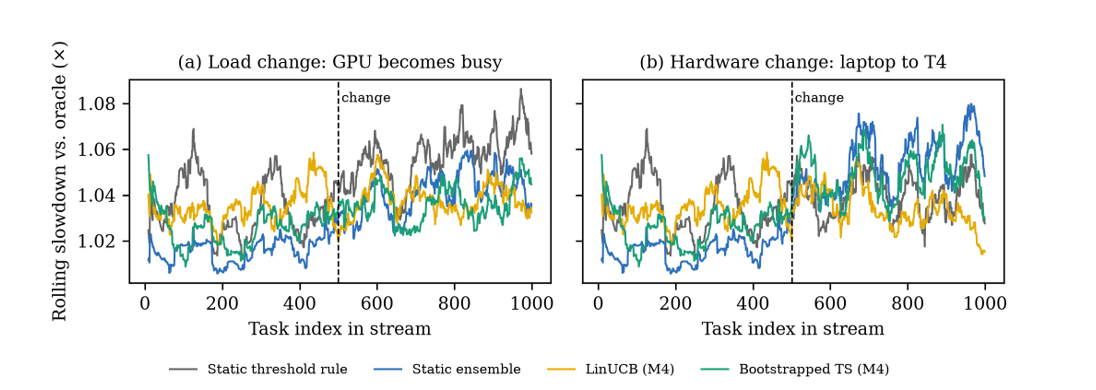 Rolling slowdown vs. oracle (×)
(a) Load change: GPU becomes busy
(b) Hardware change: laptop to T4
1.08
1.06
1.04
1.02
change
change
0 200 400 600 800 1000
0 200 400 600 800 1000
Task index in stream
Task index in stream
Static threshold rule Static ensemble LinUCB (M4) Bootstrapped TS (M4)